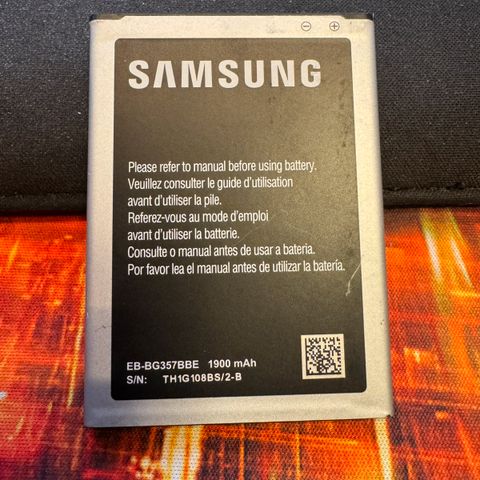 SAMSUNG
Please refer to manual before using battery.
Veuillez consulter le guide d'utilisation
avant d'utiliser la pile.
Referez-vous au mode d'emploi
avant d'utiliser la batterie.
Consulte o manual antes de usar a bateria.
Por favor lea el manual antes de utilizar la batería.
EB-BG357BBE 1900 mAh
S/N: TH1G108BS/2-B